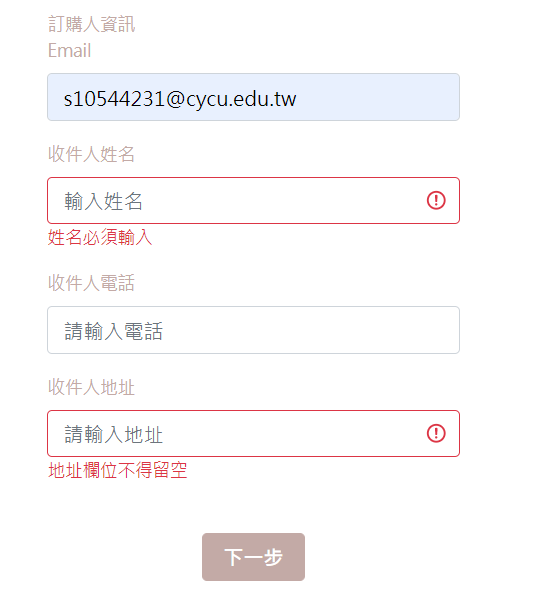 訂購人資訊
Email
s10544231@cycu.edu.tw
收件人姓名
輸入姓名
姓名必須輸入
收件人電話
請輸入電話
收件人地址
請輸入地址
地址欄位不得留空
下一步